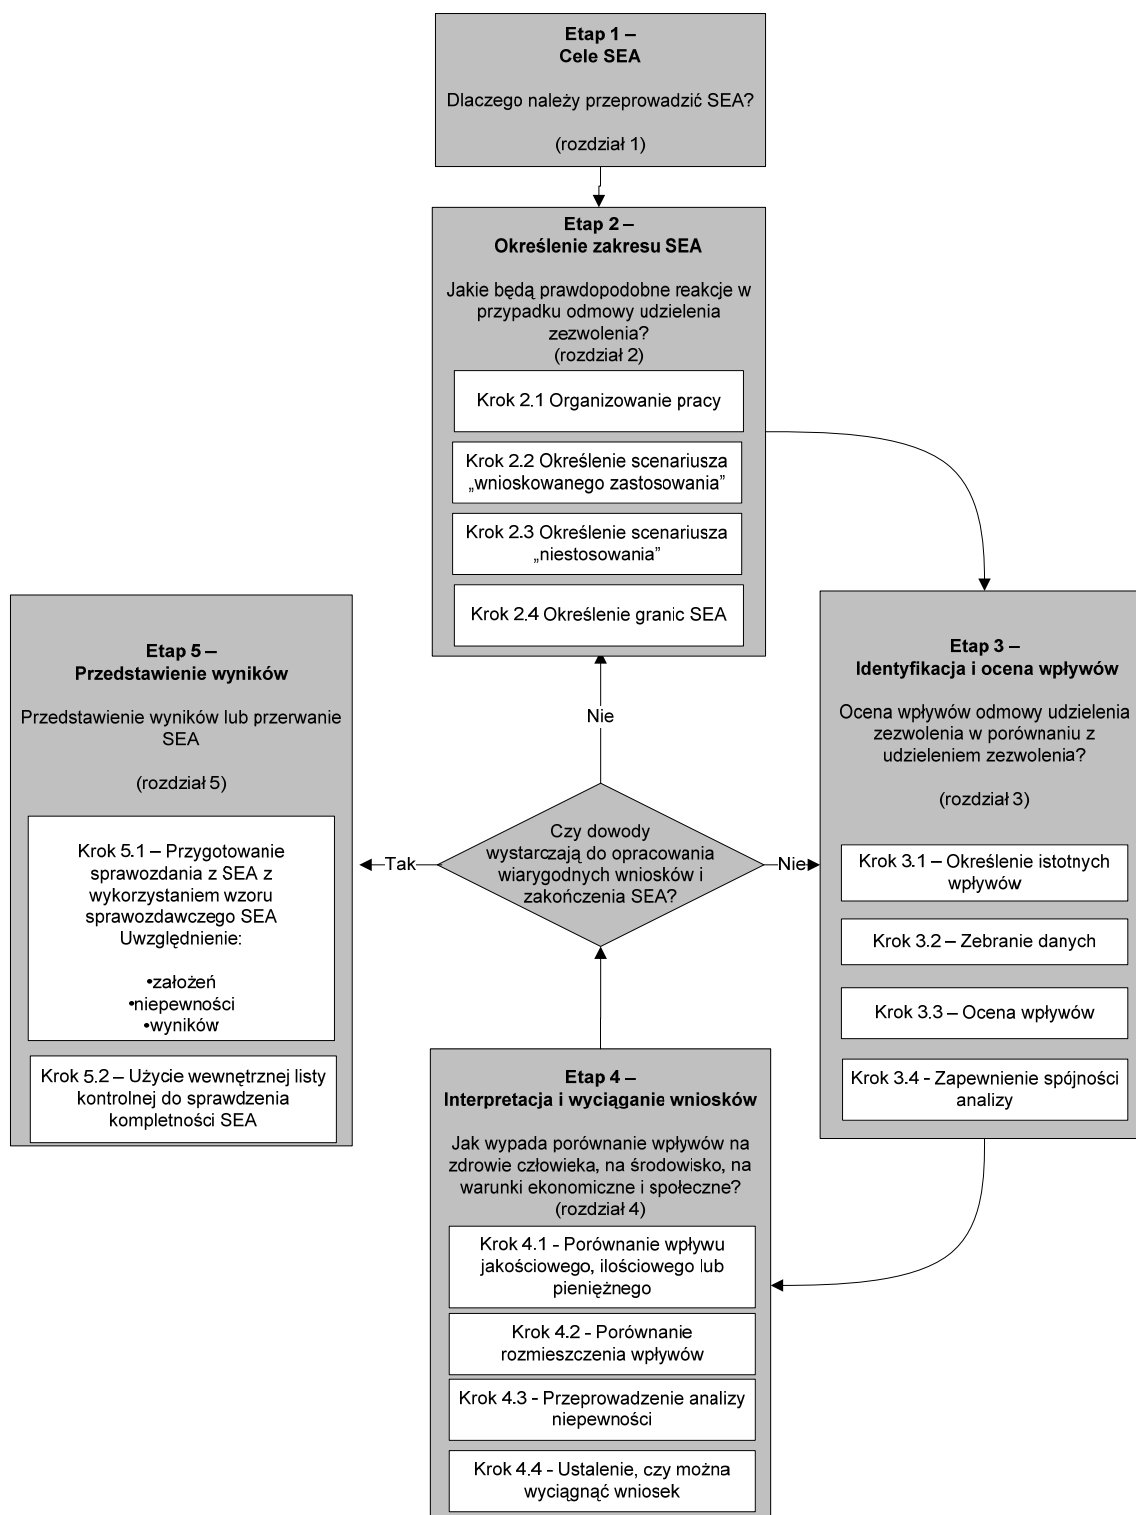 Etap 1 –
Cele SEA
Dlaczego należy przeprowadzić SEA?
(rozdział 1)
Etap 2 –
Określenie zakresu SEA
Jakie będą prawdopodobne reakcje w
przypadku odmowy udzielenia
zezwolenia?
(rozdział 2)
Krok 2.1 Organizowanie pracy
Krok 2.2 Określenie scenariusza
„wnioskowanego zastosowania”
Krok 2.3 Określenie scenariusza
„niestosowania”
Krok 2.4 Określenie granic SEA
Etap 3 –
Identyfikacja i ocena wpływów
Ocena wpływów odmowy udzielenia
zezwolenia w porównaniu z
udzieleniem zezwolenia?
(rozdział 3)
Krok 3.1 – Określenie istotnych
wpływów
Krok 3.2 – Zebranie danych
Krok 3.3 – Ocena wpływów
Krok 3.4 - Zapewnienie spójności
analizy
Etap 4 –
Interpretacja i wyciąganie wniosków
Jak wypada porównanie wpływów na
zdrowie człowieka, na środowisko, na
warunki ekonomiczne i społeczne?
(rozdział 4)
Krok 4.1 - Porównanie wpływu
jakościowego, ilościowego lub
pieniężnego
Krok 4.2 - Porównanie
rozmieszczenia wpływów
Krok 4.3 - Przeprowadzenie analizy
niepewności
Krok 4.4 - Ustalenie, czy można
wyciągnąć wniosek
Czy dowody
wystarczają do opracowania
wiarygodnych wniosków i
zakończenia SEA?
Nie
Nie
Tak
Etap 5 –
Przedstawienie wyników
Przedstawienie wyników lub przerwanie
SEA
(rozdział 5)
Krok 5.1 – Przygotowanie
sprawozdania z SEA z
wykorzystaniem wzoru
sprawozdawczego SEA
Uwzględnienie:
•założeń
•niepewności
•wyników
Krok 5.2 – Użycie wewnętrznej listy
kontrolnej do sprawdzenia
kompletności SEA